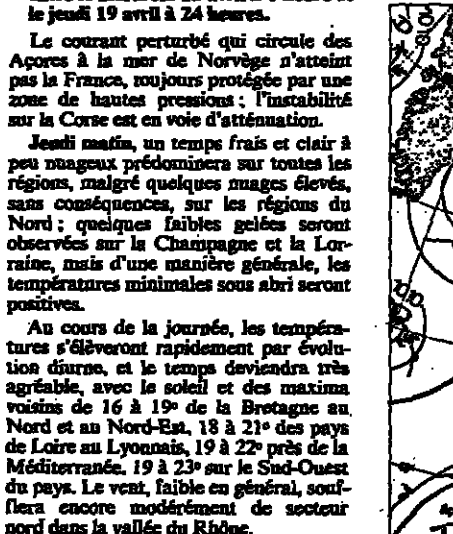 le jeudi 19 avril à 24 heures.
Le courant perturbé qui circule des
Açores à la mer de Norvège n'atteint
pas la France, toujours protégée par une
zone de hautes pressions ; l'instabilité
sur la Corse est en voie d'atténuation.
Jeudi matin, un temps frais et clair à
peu nuageux prédominera sur toutes les
régions, malgré quelques nuages élevés,
sans conséquences, sur les régions du
Nord ; quelques faibles gelées seront
observées sur la Champagne et la Lor-
raine, mais d'une manière générale, les
températures minimales sous abri seront
positives.
Au cours de la journée, les tempéra-
tures s'élèveront rapidement par évolu-
tion diurne, et le temps deviendra très
agréable, avec le soleil et des maxima
voisins de 16 à 19° de la Bretagne au
Nord et au Nord-Est, 18 à 21° des pays
de Loire au Lyonnais, 19 à 22° près de la
Méditerranée, 19 à 23° sur le Sud-Ouest
du pays. Le vent, faible en général, souf-
flera encore modérément de secteur
nord dans la vallée du Rhône.